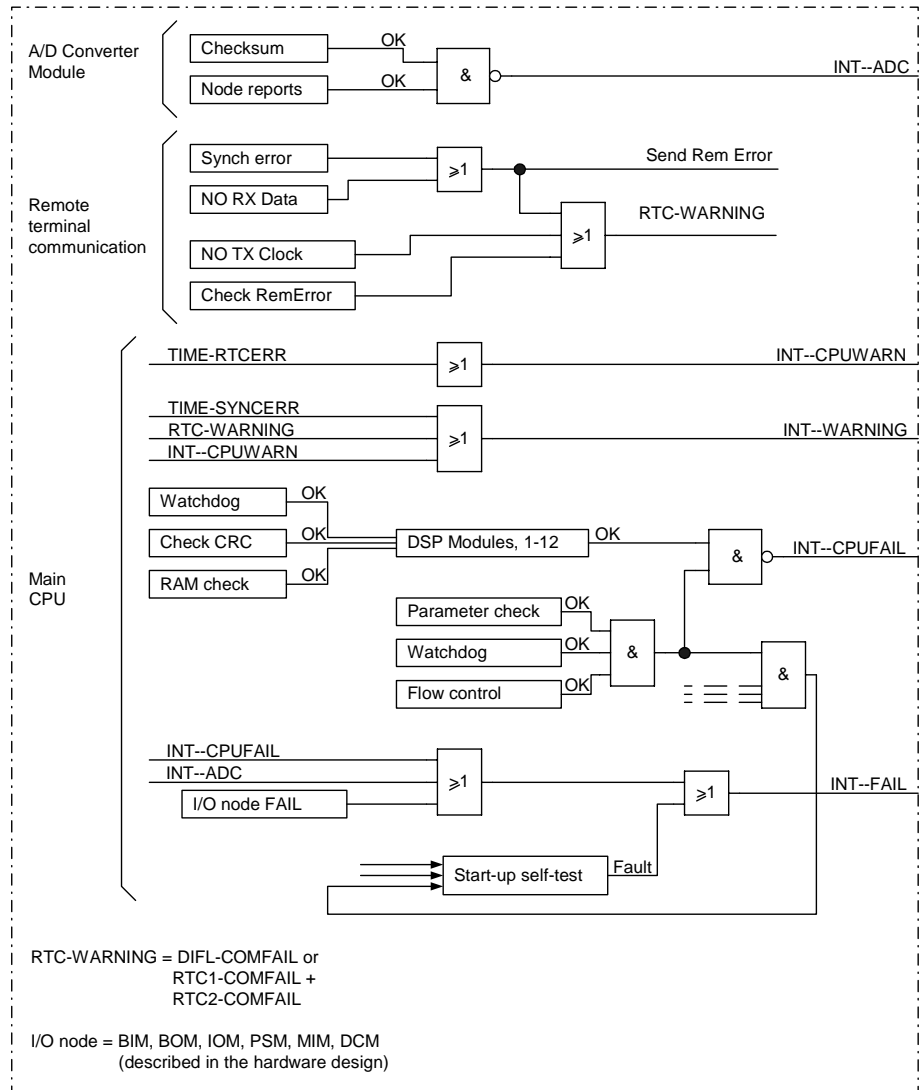 A/D Converter
Module
Checksum
OK
Node reports
OK
&
INT--ADC
Remote
terminal
communication
Synch error
NO RX Data
⩾1
Send Rem Error
NO TX Clock
Check RemError
⩾1
RTC-WARNING
Main
CPU
TIME-RTCERR
⩾1
INT--CPUWARN
TIME-SYNCERR
RTC-WARNING
INT--CPUWARN
⩾1
INT--WARNING
Watchdog
OK
Check CRC
OK
RAM check
OK
DSP Modules, 1-12
OK
&
INT--CPUFAIL
Parameter check
OK
Watchdog
OK
Flow control
OK
&
&
INT--CPUFAIL
INT--ADC
I/O node FAIL
⩾1
⩾1
INT--FAIL
Start-up self-test
Fault
RTC-WARNING = DIFL-COMFAIL or
RTC1-COMFAIL +
RTC2-COMFAIL
I/O node = BIM, BOM, IOM, PSM, MIM, DCM
(described in the hardware design)